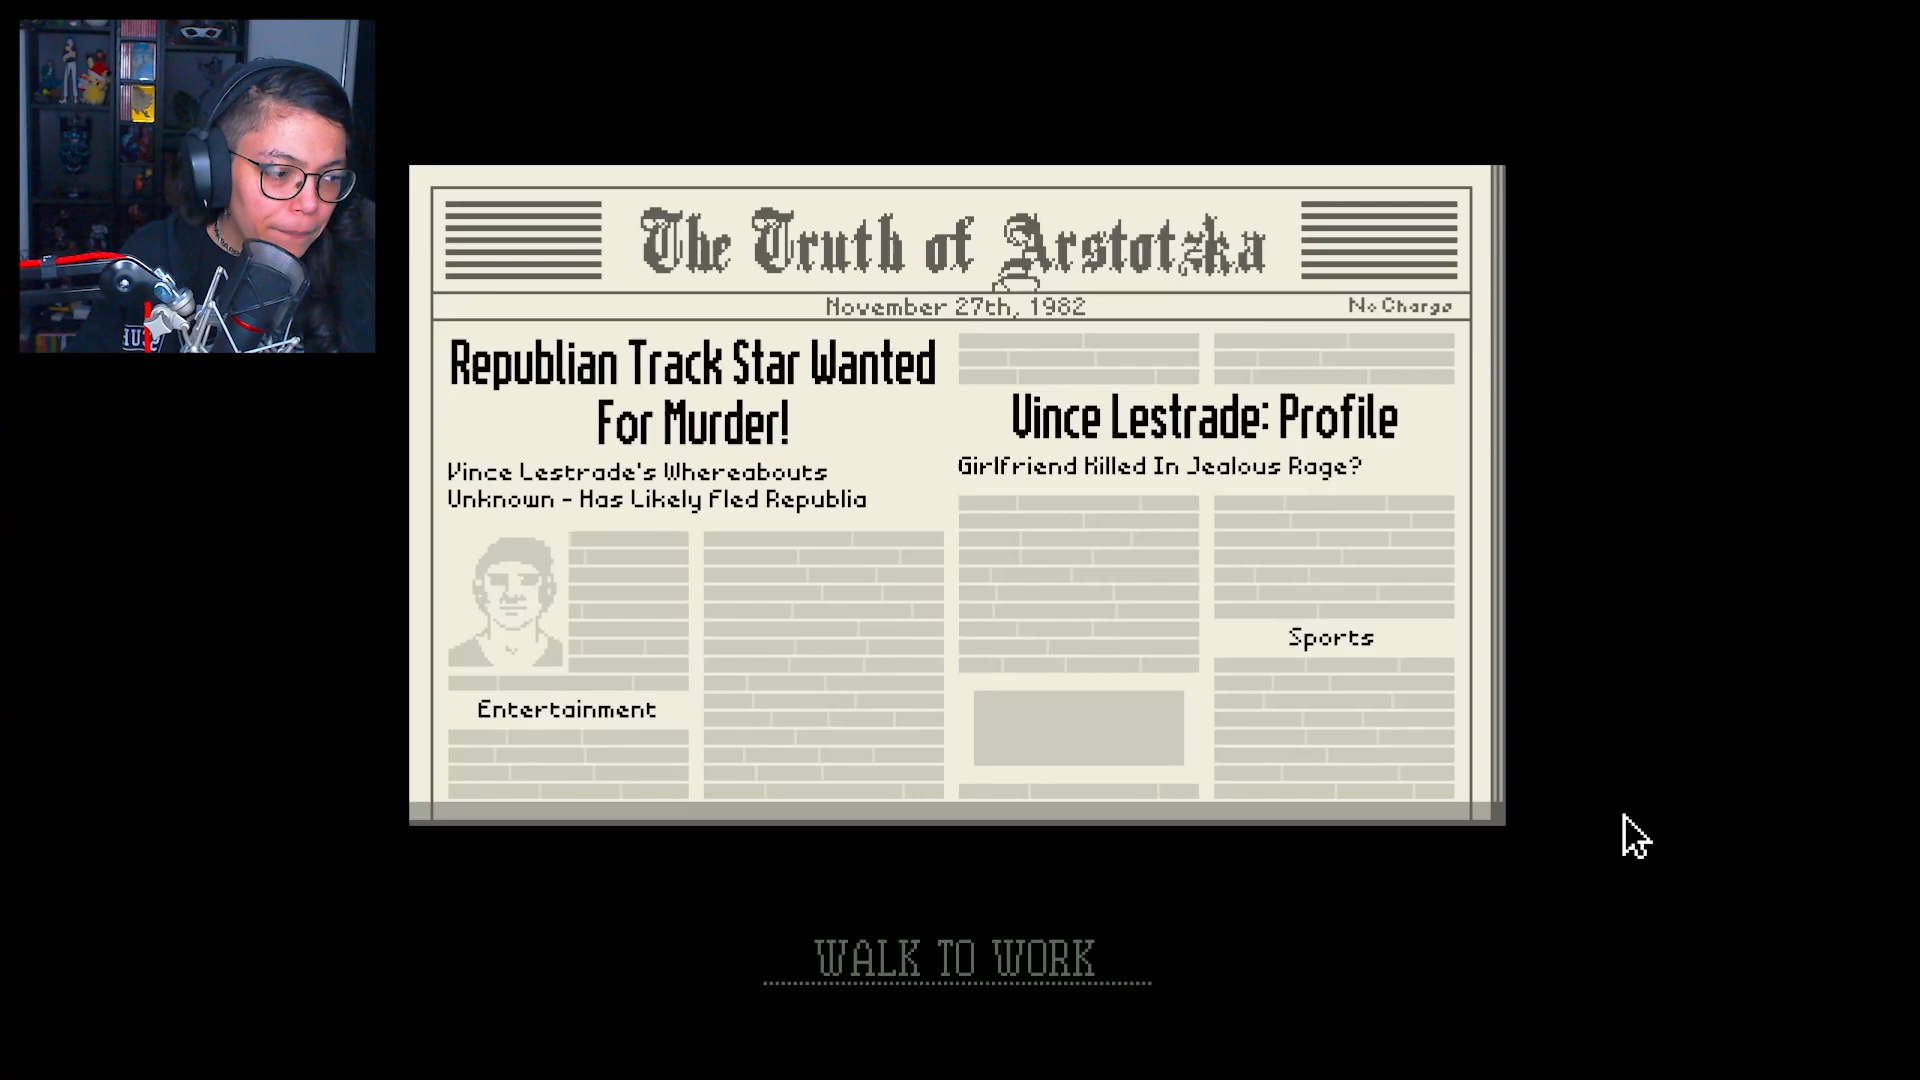 The Truth of Arstotzka
November 27th, 1982
No Charge
Republian Track Star Wanted
For Murder!
Vince Lestrade's Whereabouts
Unknown - Has Likely Fled Republia
Entertainment
Vince Lestrade: Profile
Girlfriend Killed In Jealous Rage?
Sports
WALK TO WORK